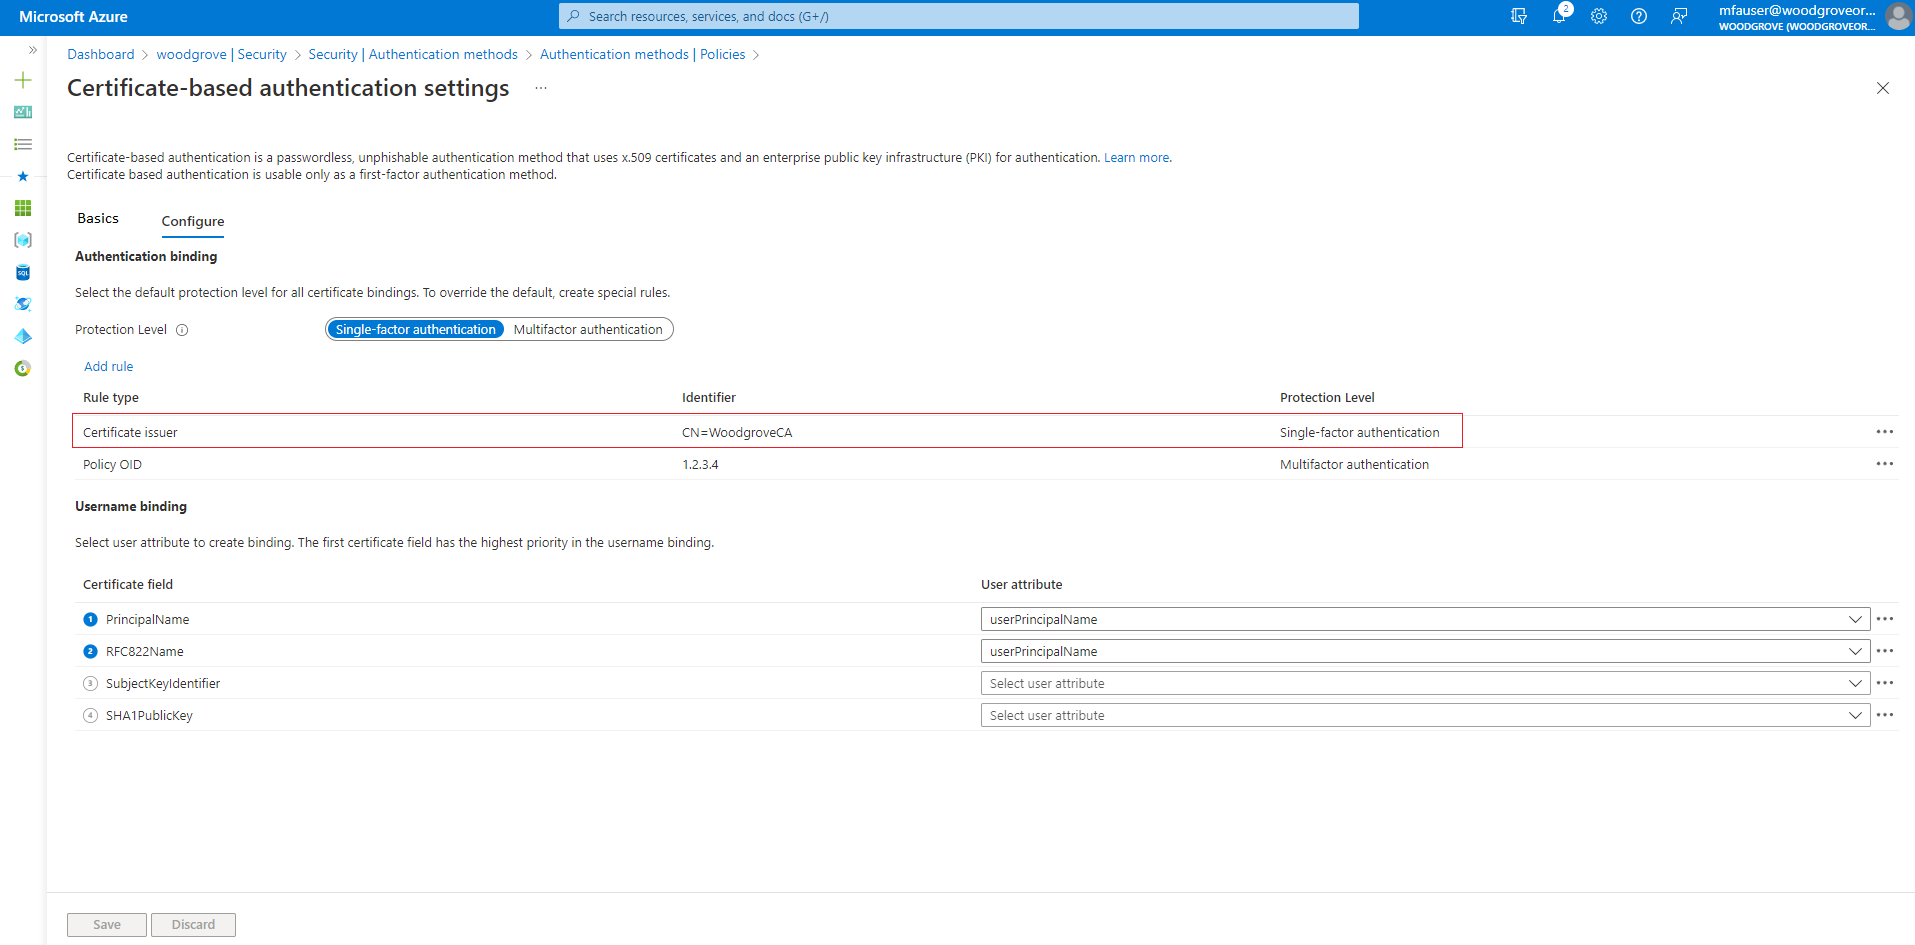 Microsoft Azure
Search resources, services, and docs (G+/)
2
mfauser@woodgroveor...
WOODGROVE (WOODGROVEOR...
Dashboard > woodgrove | Security > Security | Authentication methods > Authentication methods | Policies >
Certificate-based authentication settings ...
Certificate-based authentication is a passwordless, unphishable authentication method that uses x.509 certificates and an enterprise public key infrastructure (PKI) for authentication. Learn more.
Certificate based authentication is usable only as a first-factor authentication method.
Basics Configure
Authentication binding
Select the default protection level for all certificate bindings. To override the default, create special rules.
Protection Level Single-factor authentication Multifactor authentication
Add rule
Rule type Identifier Protection Level
Certificate issuer CN=WoodgroveCA Single-factor authentication
Policy OID 1.2.3.4 Multifactor authentication
Username binding
Select user attribute to create binding. The first certificate field has the highest priority in the username binding.
Certificate field User attribute
1 PrincipalName userPrincipalName
2 RFC822Name userPrincipalName
3 SubjectKeyIdentifier Select user attribute
4 SHA1PublicKey Select user attribute
Save Discard
SQL